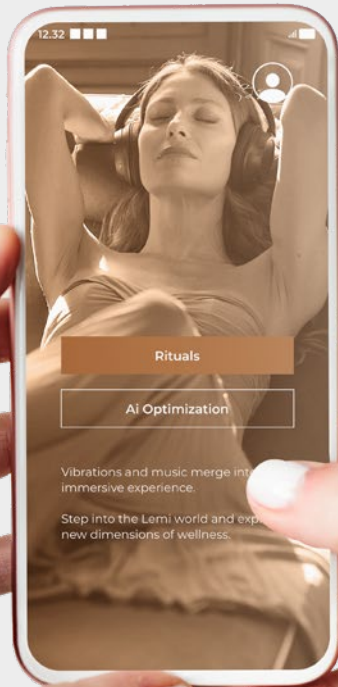 12.32
Rituals
Ai Optimization
Vibrations and music merge
immersive experience.
Step into the Lemi world and
new dimensions of wellness.